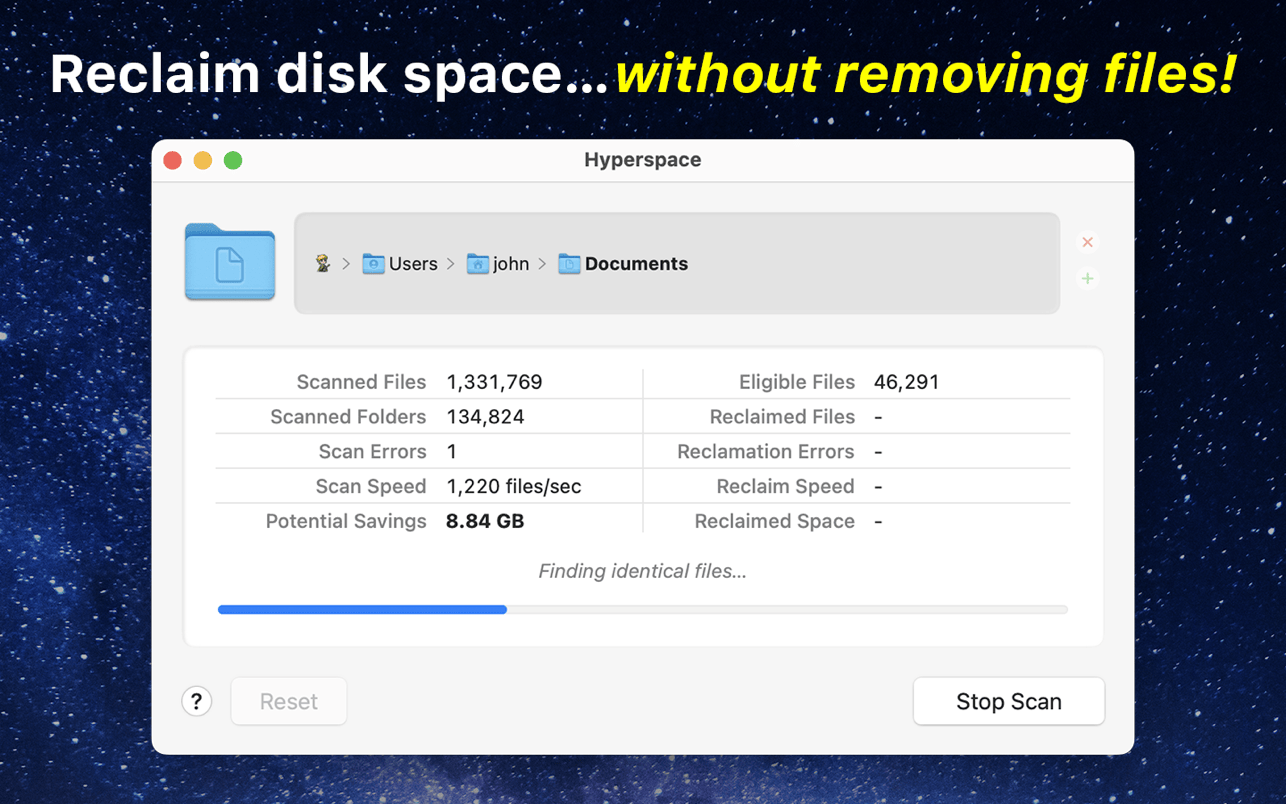 Reclaim disk space...without removing files!
Hyperspace
> Users > john > Documents
Scanned Files 1,331,769 Eligible Files 46,291
Scanned Folders 134,824 Reclaimed Files -
Scan Errors 1 Reclamation Errors -
Scan Speed 1,220 files/sec Reclaim Speed -
Potential Savings 8.84 GB Reclaimed Space -
Finding identical files...
? Reset Stop Scan